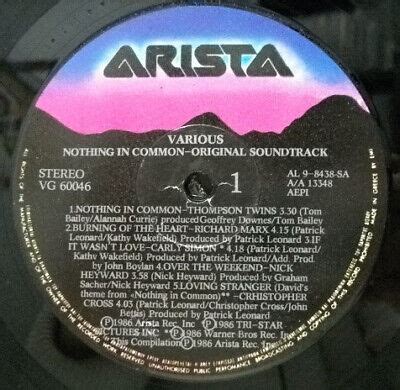 ARISTA
VARIOUS
NOTHING IN COMMON-ORIGINAL SOUNDTRACK
STEREO
VG 60046
1
AL 9-8438-SA
A/A 13348
AEPI
1.NOTHING IN COMMON-THOMPSON TWINS 3.30 (Tom
Bailey/Alannah Currie) produced Geoffrey Downes/Tom Bailey
2.BURNING OF THE HEART-RICHARD MARX 4.15 (Patrick
Leonard/Kathy Wakefield) Produced by Patrick Leonard 3.IF
IT WASN'T LOVE-CARLY SIMON * 4.18 (Patrick Leonard/Kathy
Wakefield) Produced by Patrick Leonard/Add. Prod.
by John Boylan 4.OVER THE WEEKEND-NICK
HEYWARD 3.58 (Nick Heyward) Produced by Graham
Sacher/Nick Heyward 5.LOVING STRANGER (David's
theme from «Nothing in Common») * -CRHISTOPHER
CROSS 4.03 (Patrick Leonard/Christopher Cross/John
Bettis) Produced by Patrick Leonard
℗1986 Arista Rec. Inc ℗1986 TRI-STAR
PICTURES INC * ℗1986 Warner Bros Rec. Inc.
This Compilation ℗1986 Arista Rec. Inc.
MADE IN GREECE BY EMI